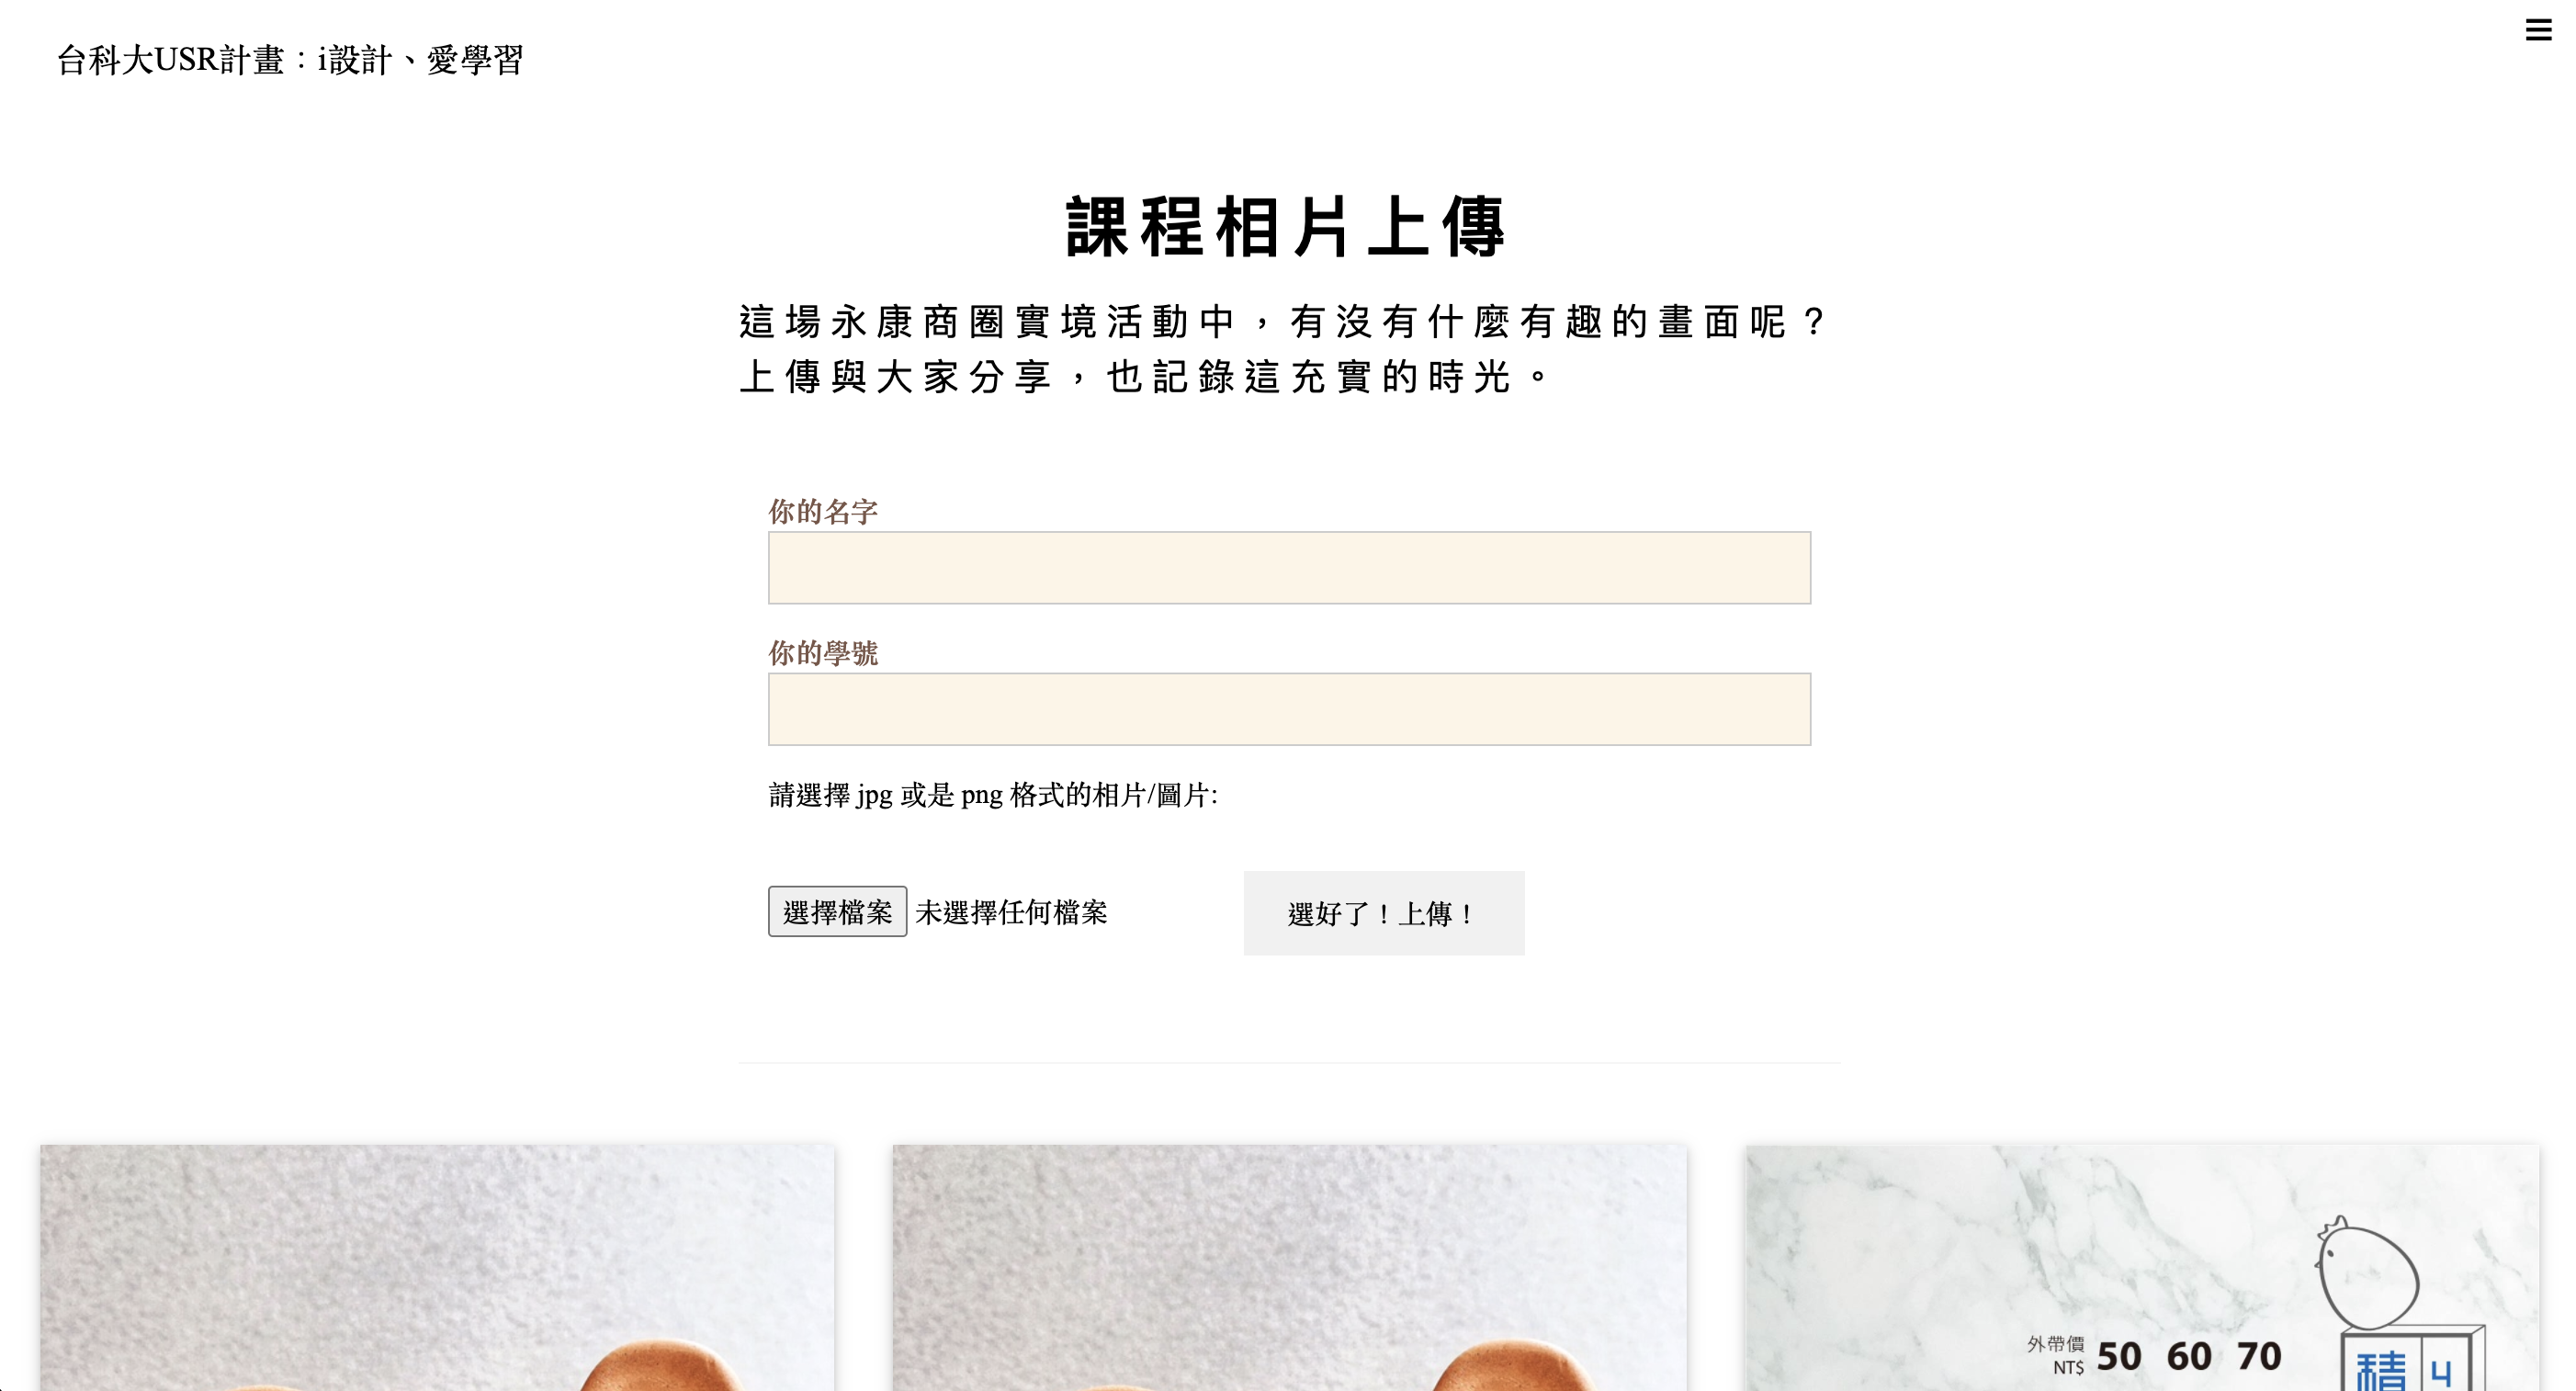 台科大USR計畫：i設計、愛學習
課程相片上傳
這場永康商圈實境活動中，有沒有什麼有趣的畫面呢？
上傳與大家分享，也記錄這充實的時光。
你的名字
你的學號
請選擇 jpg 或是 png 格式的相片/圖片:
選擇檔案 未選擇任何檔案
選好了！上傳！
外帶價
NT$ 50 60 70
積 4